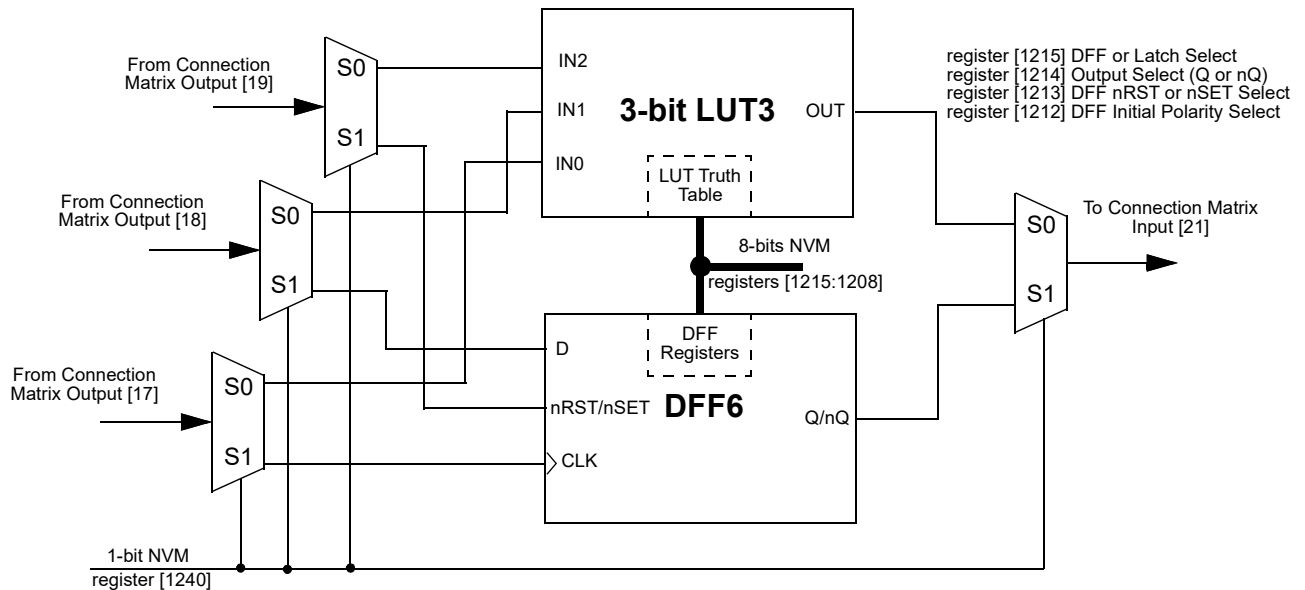 From Connection
Matrix Output [19]
S0
S1
From Connection
Matrix Output [18]
S0
S1
From Connection
Matrix Output [17]
S0
S1
1-bit NVM
register [1240]
IN2
IN1
IN0
3-bit LUT3
OUT
LUT Truth
Table
8-bits NVM
registers [1215:1208]
DFF
Registers
D
nRST/nSET
CLK
DFF6
Q/nQ
register [1215] DFF or Latch Select
register [1214] Output Select (Q or nQ)
register [1213] DFF nRST or nSET Select
register [1212] DFF Initial Polarity Select
S0
S1
To Connection Matrix
Input [21]